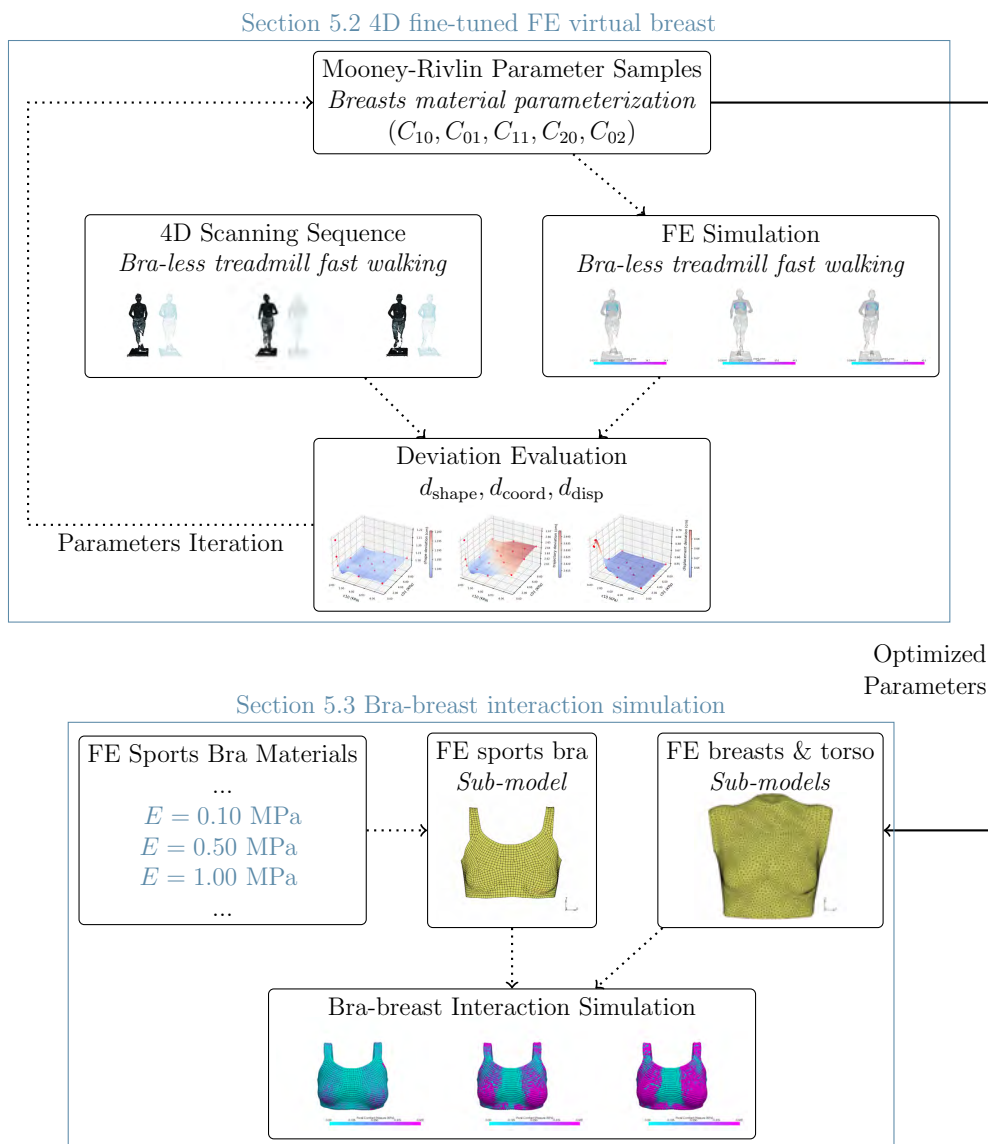 Section 5.2 4D fine-tuned FE virtual breast
Mooney-Rivlin Parameter Samples
Breasts material parameterization
(C₁₀, C₀₁, C₁₁, C₂₀, C₀₂)
4D Scanning Sequence
Bra-less treadmill fast walking
FE Simulation
Bra-less treadmill fast walking
Deviation Evaluation
d_shape, d_coord, d_disp
Parameters Iteration
Optimized
Parameters
Section 5.3 Bra-breast interaction simulation
FE Sports Bra Materials
...
E = 0.10 MPa
E = 0.50 MPa
E = 1.00 MPa
...
FE sports bra
Sub-model
FE breasts & torso
Sub-models
Bra-breast Interaction Simulation